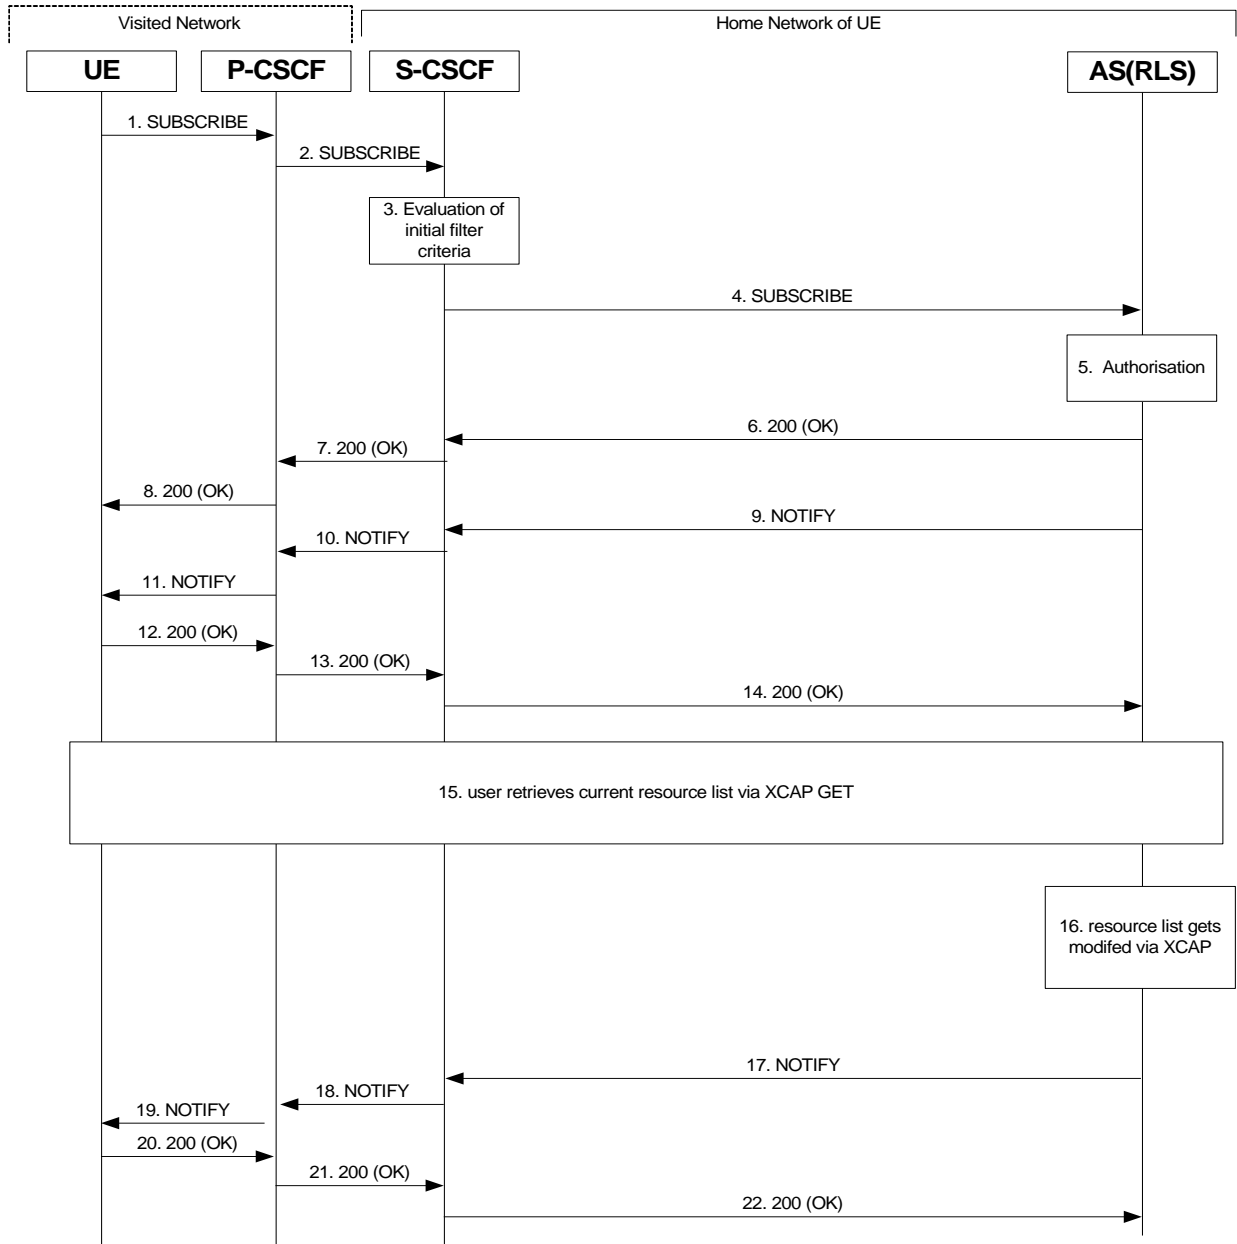 Visited Network
Home Network of UE
UE
P-CSCF
S-CSCF
AS(RLS)
1. SUBSCRIBE
2. SUBSCRIBE
3. Evaluation of
initial filter
criteria
4. SUBSCRIBE
5. Authorisation
6. 200 (OK)
7. 200 (OK)
8. 200 (OK)
9. NOTIFY
10. NOTIFY
11. NOTIFY
12. 200 (OK)
13. 200 (OK)
14. 200 (OK)
15. user retrieves current resource list via XCAP GET
16. resource list gets
modifed via XCAP
17. NOTIFY
18. NOTIFY
19. NOTIFY
20. 200 (OK)
21. 200 (OK)
22. 200 (OK)